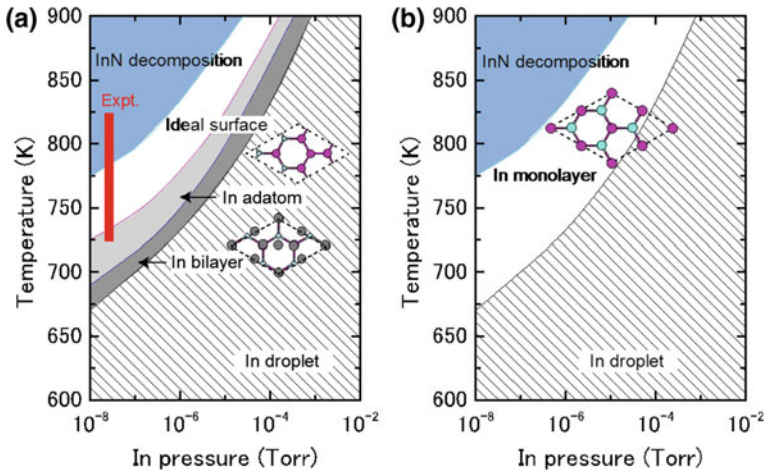 (a)
900
850
800
750
700
650
600
Temperature (K)
InN decomposition
Expt.
Ideal surface
In adatom
In bilayer
In droplet
10-8
10-6
10-4
10-2
In pressure (Torr)
(b)
900
850
800
750
700
650
600
Temperature (K)
InN decomposition
In monolayer
In droplet
10-8
10-6
10-4
10-2
In pressure (Torr)